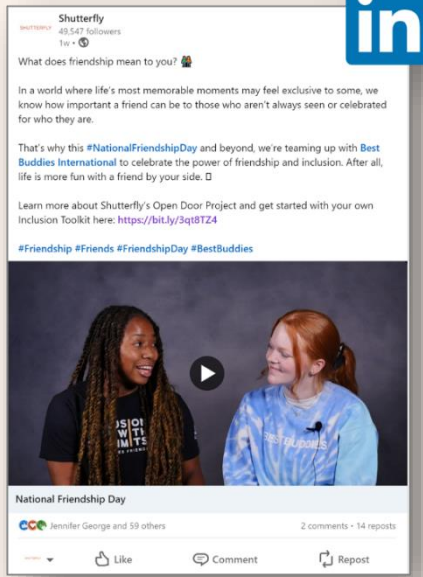 in
SHUTTERFLY
Shutterfly
49,547 followers
1w •
What does friendship mean to you?
In a world where life's most memorable moments may feel exclusive to some, we
know how important a friend can be to those who aren't always seen or celebrated
for who they are.
That's why this #NationalFriendshipDay and beyond, we're teaming up with Best
Buddies International to celebrate the power of friendship and inclusion. After all,
life is more fun with a friend by your side.
Learn more about Shutterfly's Open Door Project and get started with your own
Inclusion Toolkit here: https://bit.ly/3qt8TZ4
#Friendship #Friends #FriendshipDay #BestBuddies
WITH
BEST BUDDIES
National Friendship Day
Jennifer George and 59 others
2 comments • 14 reposts
Like
Comment
Repost